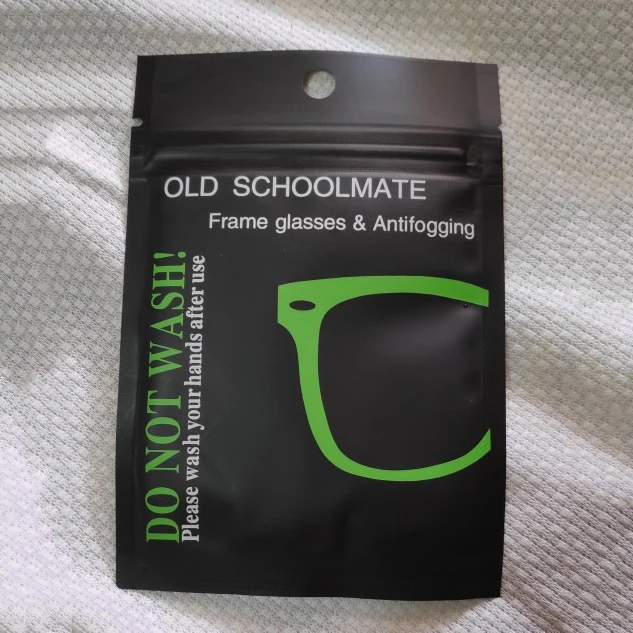 OLD SCHOOLMATE
Frame glasses & Antifogging
DO NOT WASH!
Please wash your hands after use